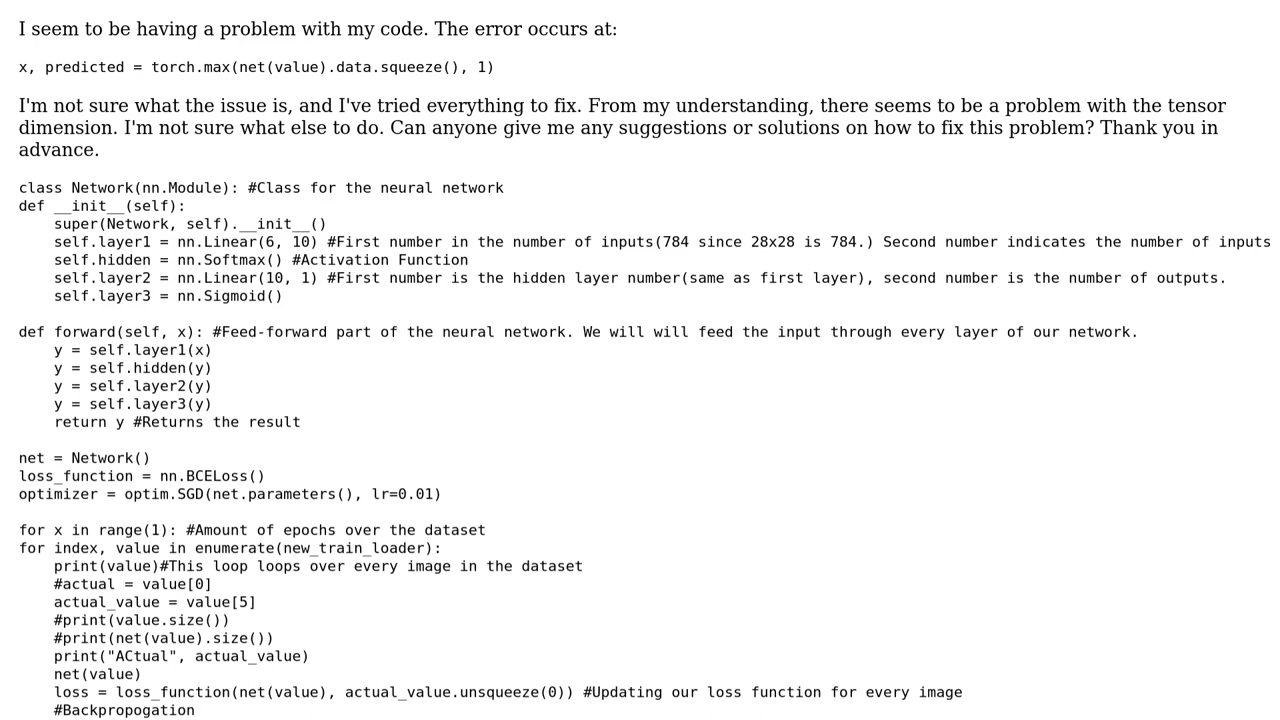 I seem to be having a problem with my code. The error occurs at:
x, predicted = torch.max(net(value).data.squeeze(), 1)
I'm not sure what the issue is, and I've tried everything to fix. From my understanding, there seems to be a problem with the tensor
dimension. I'm not sure what else to do. Can anyone give me any suggestions or solutions on how to fix this problem? Thank you in
advance.
class Network(nn.Module): #Class for the neural network
def __init__(self):
    super(Network, self).__init__()
    self.layer1 = nn.Linear(6, 10) #First number in the number of inputs(784 since 28x28 is 784.) Second number indicates the number of inputs
    self.hidden = nn.Softmax() #Activation Function
    self.layer2 = nn.Linear(10, 1) #First number is the hidden layer number(same as first layer), second number is the number of outputs.
    self.layer3 = nn.Sigmoid()
def forward(self, x): #Feed-forward part of the neural network. We will will feed the input through every layer of our network.
    y = self.layer1(x)
    y = self.hidden(y)
    y = self.layer2(y)
    y = self.layer3(y)
    return y #Returns the result
net = Network()
loss_function = nn.BCELoss()
optimizer = optim.SGD(net.parameters(), lr=0.01)
for x in range(1): #Amount of epochs over the dataset
for index, value in enumerate(new_train_loader):
    print(value)#This loop loops over every image in the dataset
    #actual = value[0]
    actual_value = value[5]
    #print(value.size())
    #print(net(value).size())
    print("ACtual", actual_value)
    net(value)
    loss = loss_function(net(value), actual_value.unsqueeze(0)) #Updating our loss function for every image
    #Backpropogation